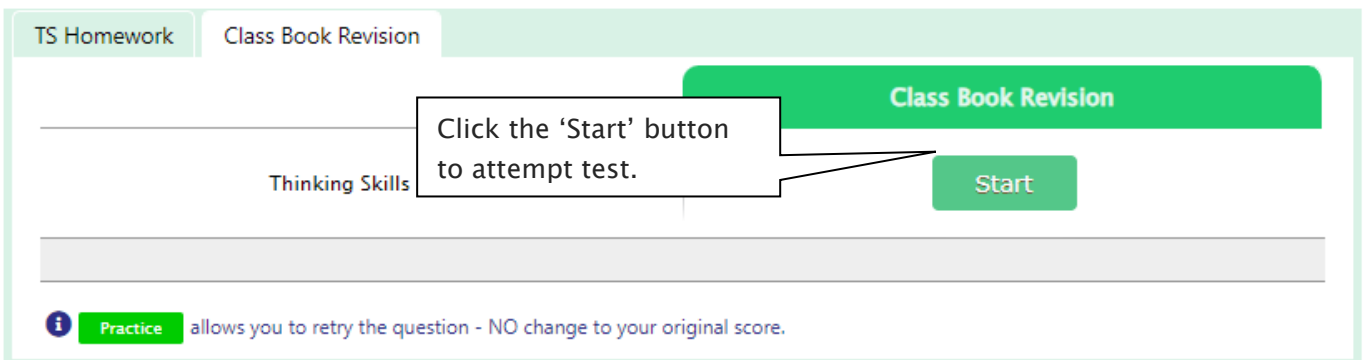 TS Homework Class Book Revision
Class Book Revision
Click the ‘Start’ button
to attempt test.
Thinking Skills Start
Practice allows you to retry the question - NO change to your original score.